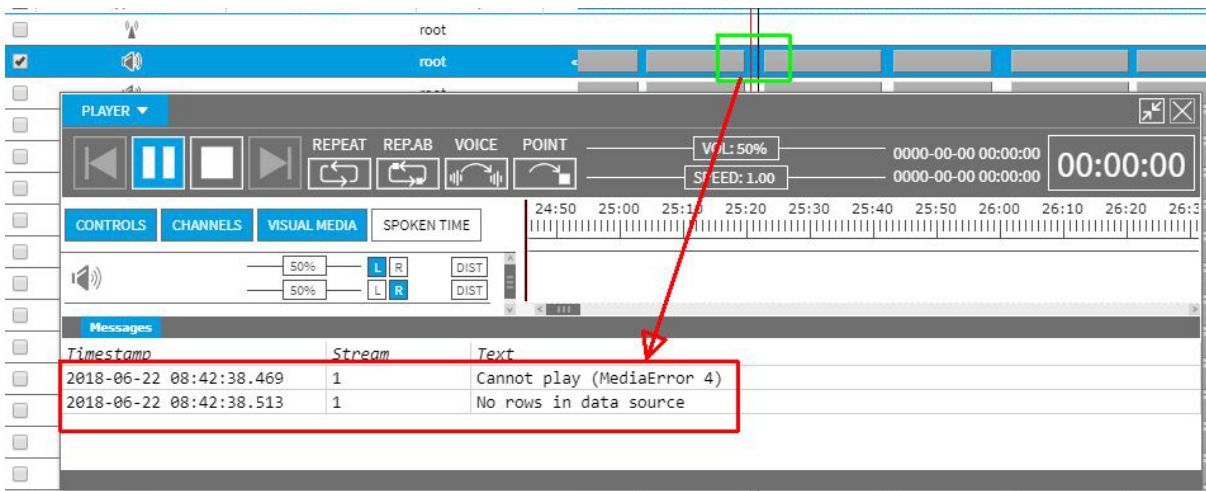 root
root
PLAYER
REPEAT REP.AB VOICE POINT
VOL: 50%
0000-00-00 00:00:00
00:00:00
SPEED: 1.00
0000-00-00 00:00:00
24:50 25:00 25:10 25:20 25:30 25:40 25:50 26:00 26:10 26:20 26:3
CONTROLS CHANNELS VISUAL MEDIA SPOKEN TIME
50% L R DIST
50% L R DIST
Messages
Timestamp Stream Text
2018-06-22 08:42:38.469 1 Cannot play (MediaError 4)
2018-06-22 08:42:38.513 1 No rows in data source